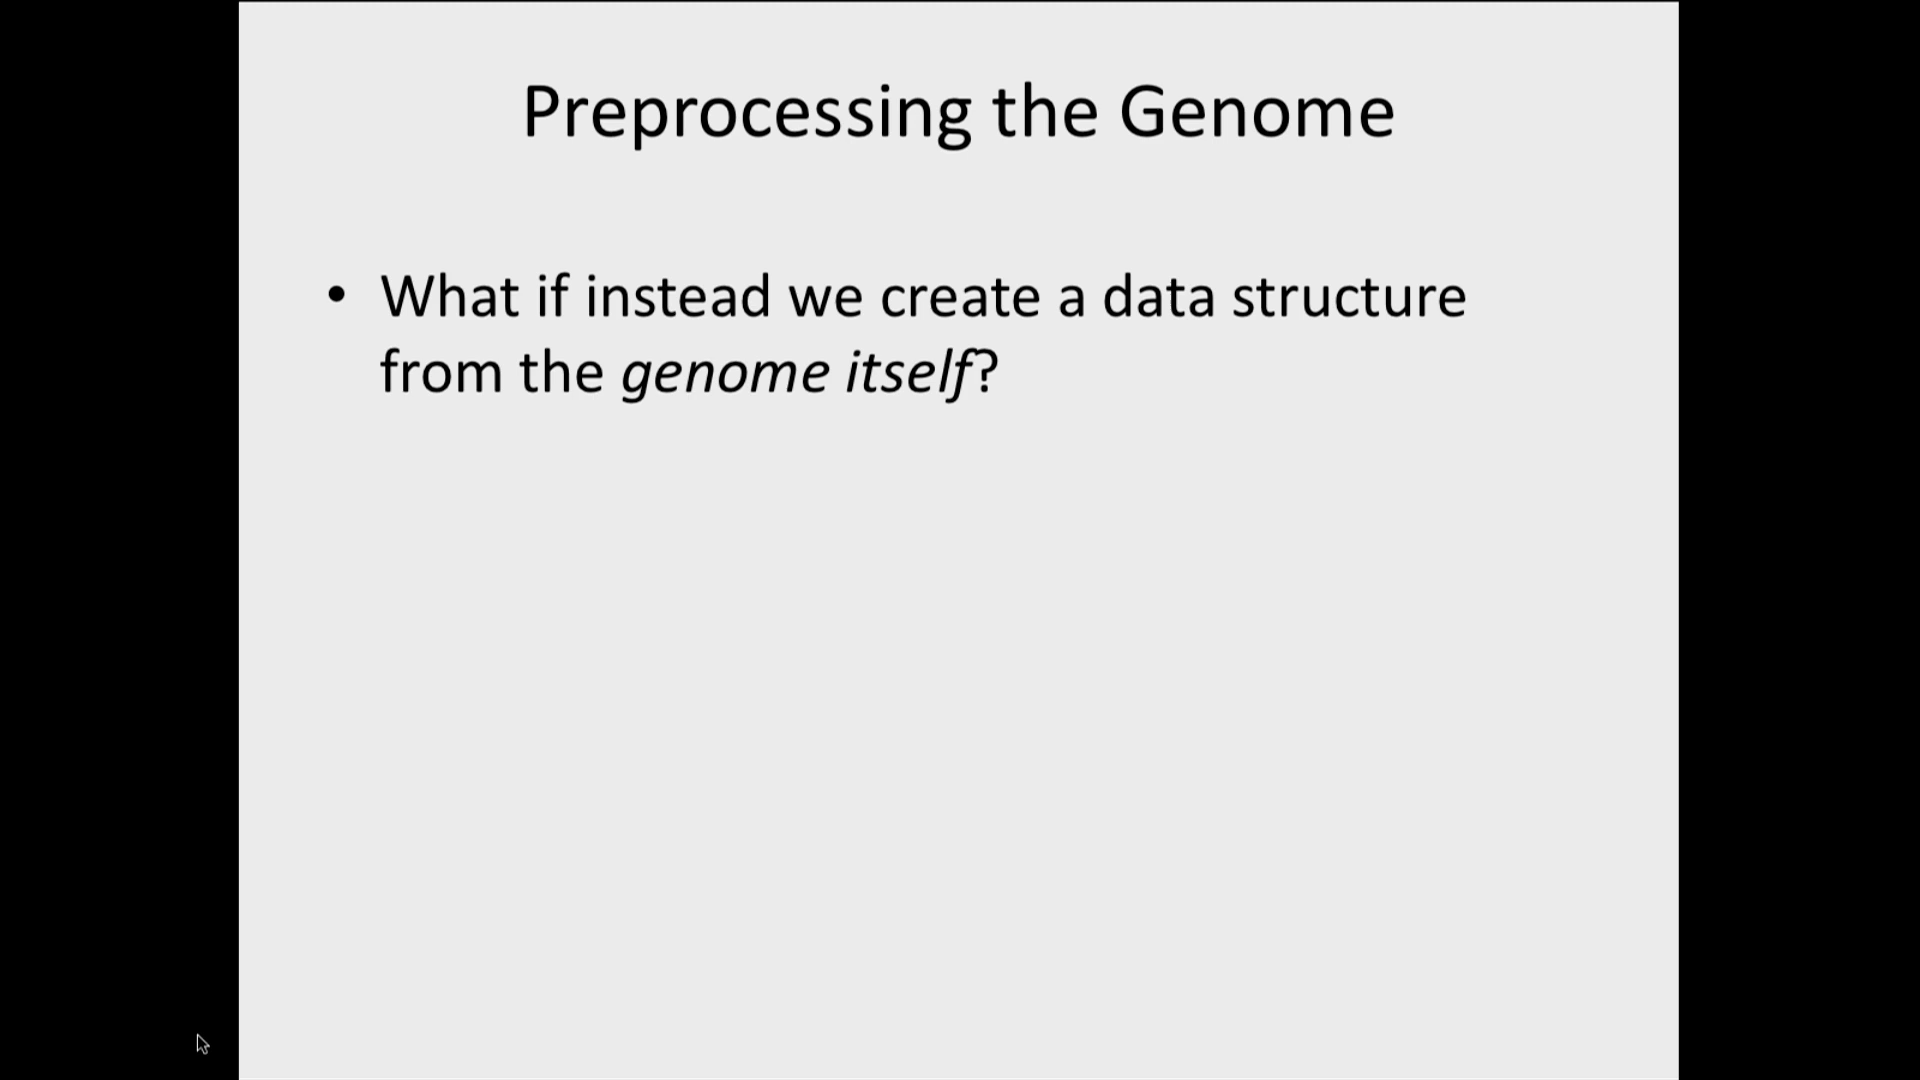 Preprocessing the Genome
• What if instead we create a data structure
from the genome itself?